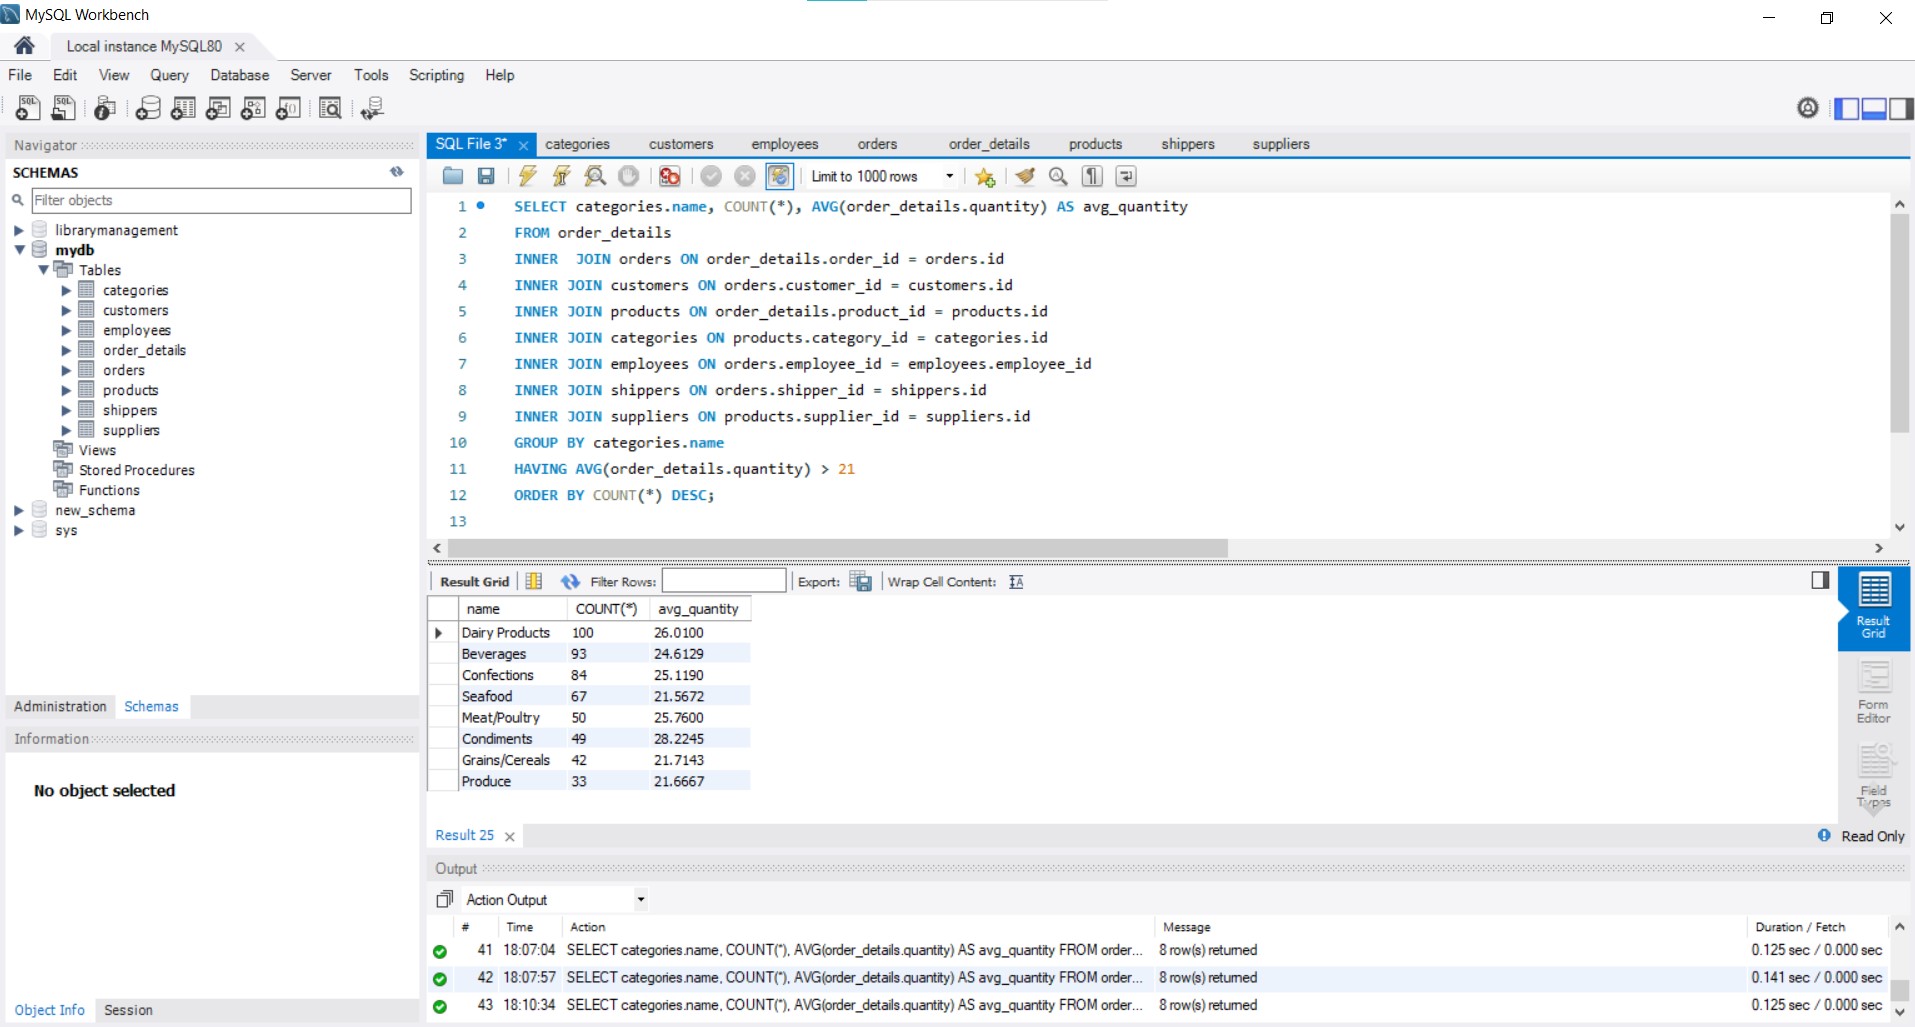 MySQL Workbench
Local instance MySQL80
File Edit View Query Database Server Tools Scripting Help
Navigator
SCHEMAS
Filter objects
librarymanagement
mydb
Tables
categories
customers
employees
order_details
orders
products
shippers
suppliers
Views
Stored Procedures
Functions
new_schema
sys
Administration Schemas
Information
No object selected
Object Info Session
SQL File 3* categories customers employees orders order_details products shippers suppliers
Limit to 1000 rows
1 SELECT categories.name, COUNT(*), AVG(order_details.quantity) AS avg_quantity
2 FROM order_details
3 INNER  JOIN orders ON order_details.order_id = orders.id
4 INNER JOIN customers ON orders.customer_id = customers.id
5 INNER JOIN products ON order_details.product_id = products.id
6 INNER JOIN categories ON products.category_id = categories.id
7 INNER JOIN employees ON orders.employee_id = employees.employee_id
8 INNER JOIN shippers ON orders.shipper_id = shippers.id
9 INNER JOIN suppliers ON products.supplier_id = suppliers.id
10 GROUP BY categories.name
11 HAVING AVG(order_details.quantity) > 21
12 ORDER BY COUNT(*) DESC;
13
Result Grid Filter Rows: Export: Wrap Cell Content:
name COUNT(*) avg_quantity
Dairy Products 100 26.0100
Beverages 93 24.6129
Confections 84 25.1190
Seafood 67 21.5672
Meat/Poultry 50 25.7600
Condiments 49 28.2245
Grains/Cereals 42 21.7143
Produce 33 21.6667
Result
Grid
Form
Editor
Field
Types
Result 25
Read Only
Output
Action Output
# Time Action Message Duration / Fetch
41 18:07:04 SELECT categories.name, COUNT(*), AVG(order_details.quantity) AS avg_quantity FROM order... 8 row(s) returned 0.125 sec / 0.000 sec
42 18:07:57 SELECT categories.name, COUNT(*), AVG(order_details.quantity) AS avg_quantity FROM order... 8 row(s) returned 0.141 sec / 0.000 sec
43 18:10:34 SELECT categories.name, COUNT(*), AVG(order_details.quantity) AS avg_quantity FROM order... 8 row(s) returned 0.125 sec / 0.000 sec